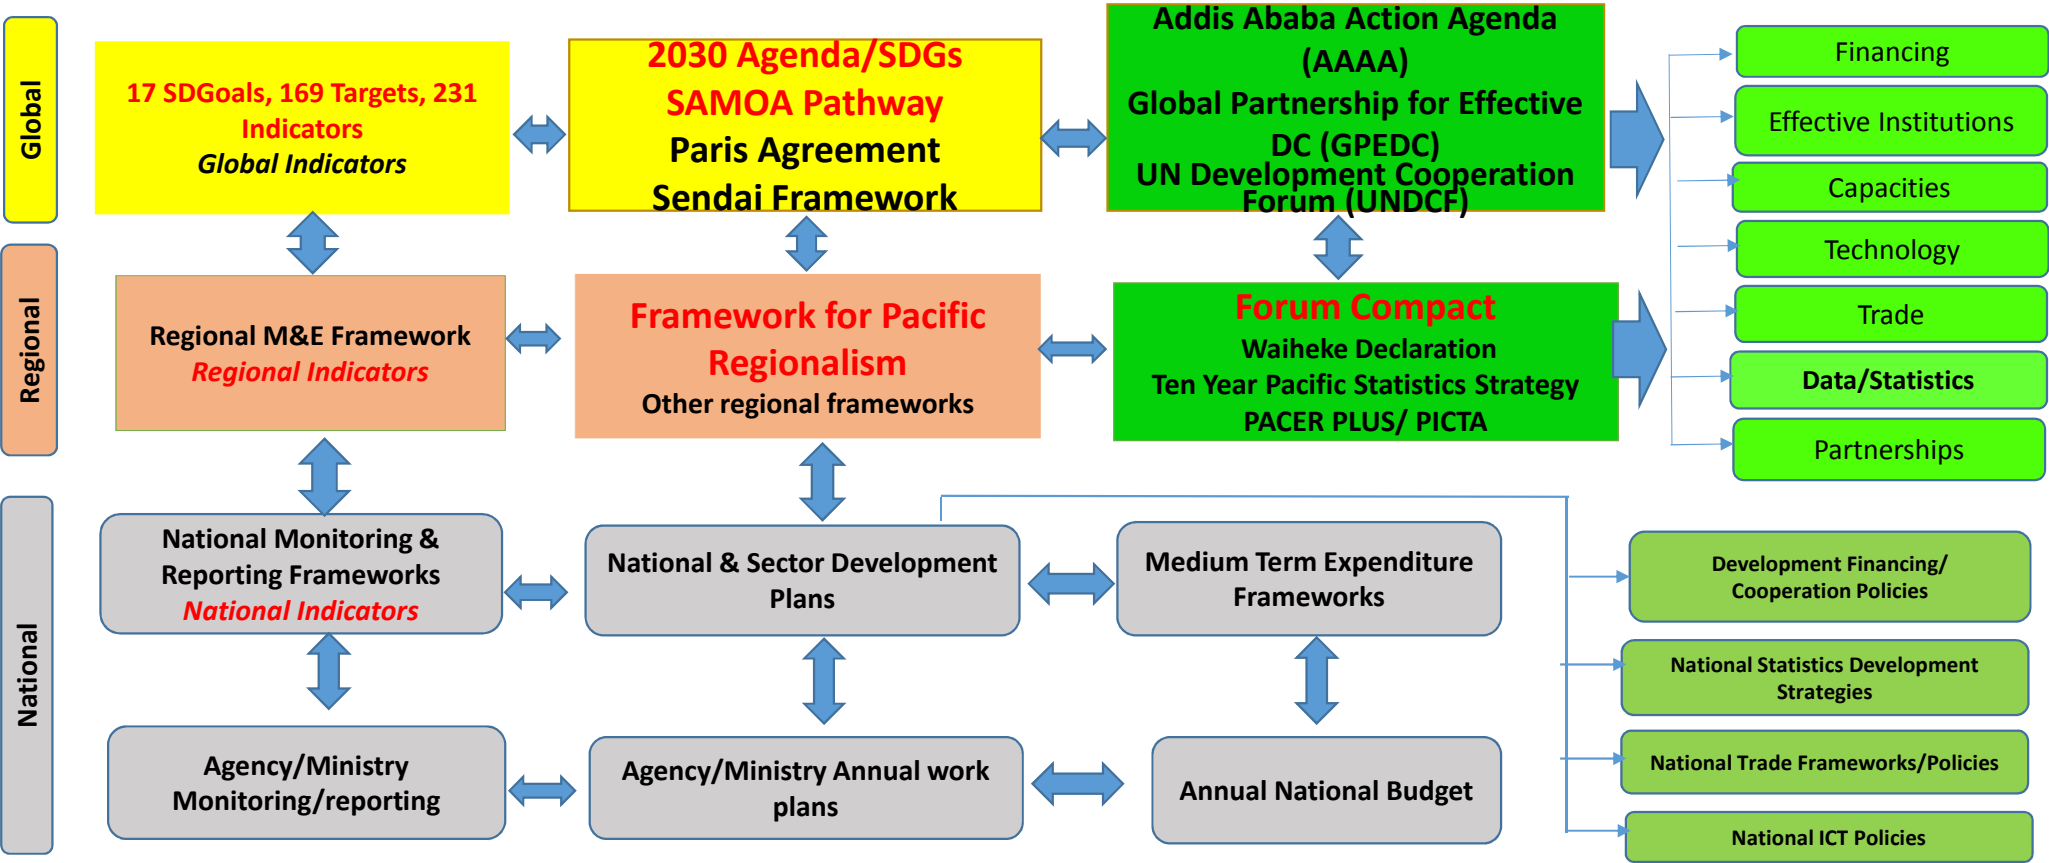 Global
17 SDGoals, 169 Targets, 231
Indicators
Global Indicators
2030 Agenda/SDGs
SAMOA Pathway
Paris Agreement
Sendai Framework
Addis Ababa Action Agenda
(AAAA)
Global Partnership for Effective
DC (GPEDC)
UN Development Cooperation
Forum (UNDCF)
Financing
Effective Institutions
Capacities
Technology
Trade
Data/Statistics
Partnerships
Regional
Regional M&E Framework
Regional Indicators
Framework for Pacific
Regionalism
Other regional frameworks
Forum Compact
Waiheke Declaration
Ten Year Pacific Statistics Strategy
PACER PLUS/ PICTA
National
National Monitoring &
Reporting Frameworks
National Indicators
National & Sector Development
Plans
Medium Term Expenditure
Frameworks
Development Financing/
Cooperation Policies
National Statistics Development
Strategies
National Trade Frameworks/Policies
National ICT Policies
Agency/Ministry
Monitoring/reporting
Agency/Ministry Annual work
plans
Annual National Budget